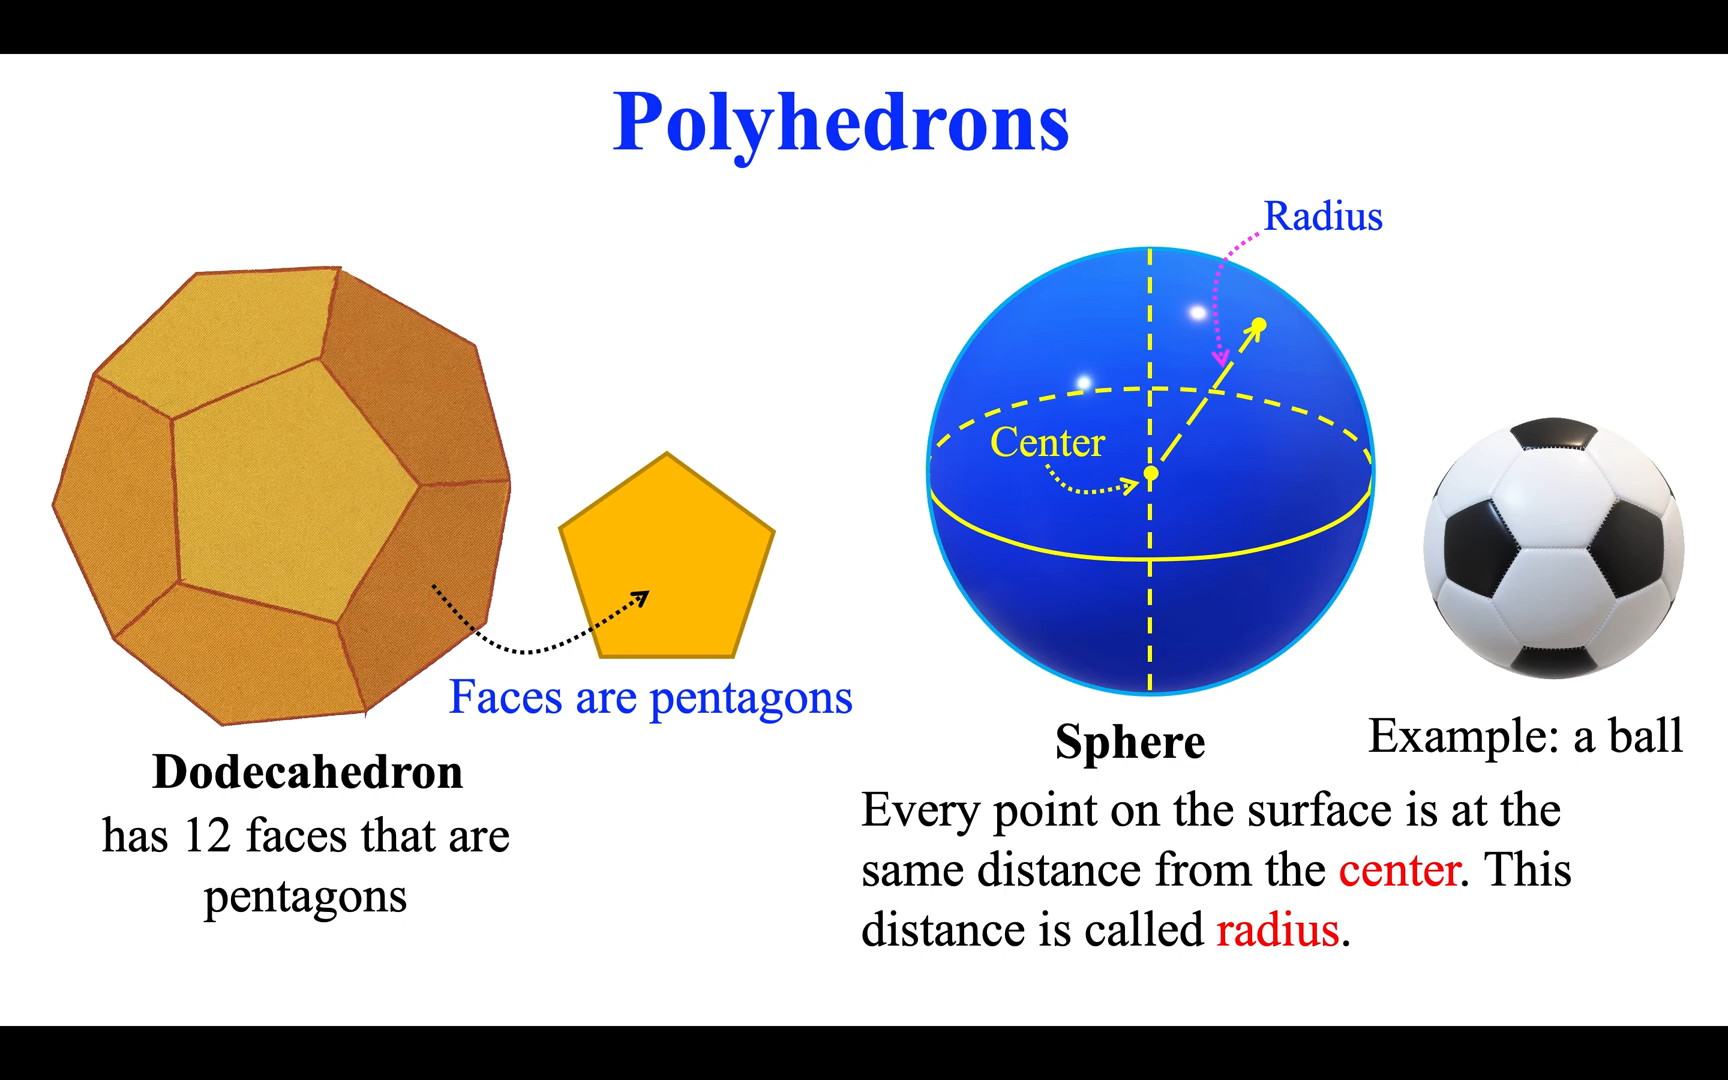 Polyhedrons
Radius
Center
Faces are pentagons
Dodecahedron
has 12 faces that are
pentagons
Sphere
Example: a ball
Every point on the surface is at the
same distance from the center. This
distance is called radius.